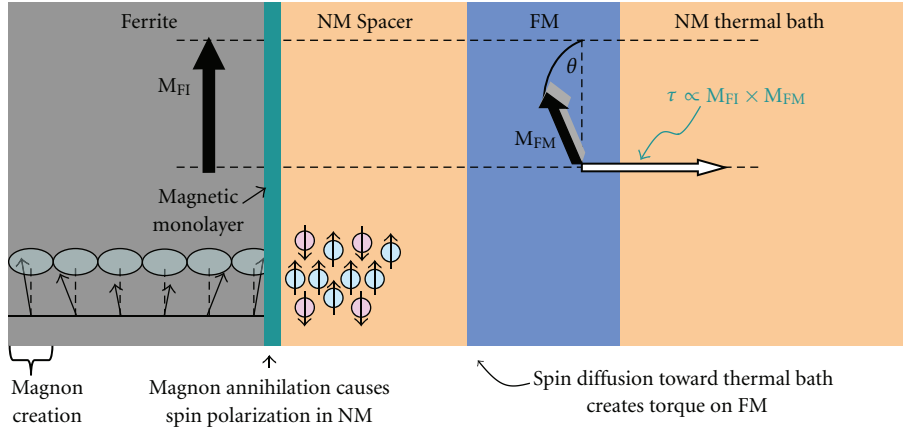 Ferrite
NM Spacer
FM
NM thermal bath
M_FI
θ
τ ∝ M_FI × M_FM
M_FM
Magnetic
monolayer
Magnon
creation
Magnon annihilation causes
spin polarization in NM
Spin diffusion toward thermal bath
creates torque on FM